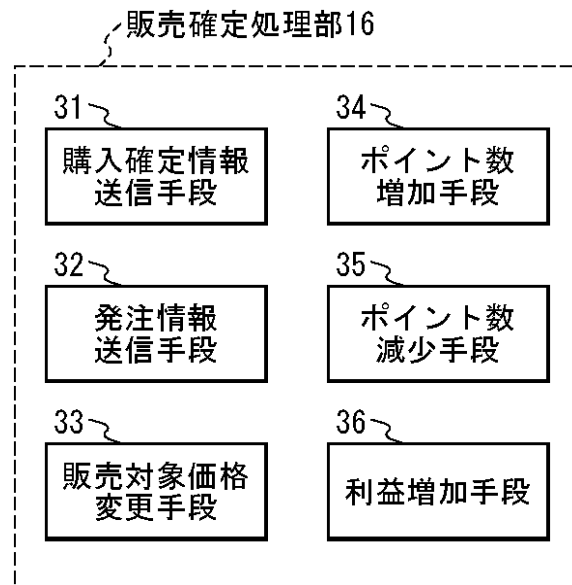 販売確定処理部16
31
購入確定情報
送信手段
32
発注情報
送信手段
33
販売対象価格
変更手段
34
ポイント数
増加手段
35
ポイント数
減少手段
36
利益増加手段